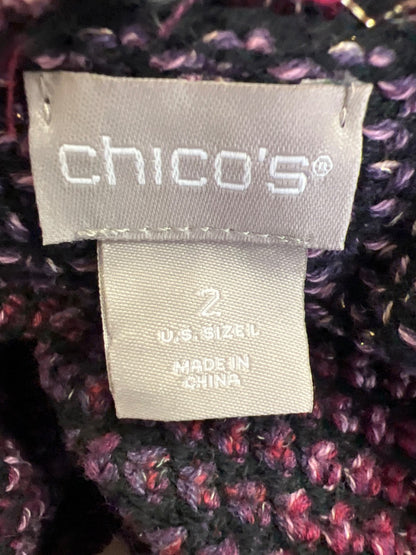 chico's®
2
U.S. SIZE L
MADE IN
CHINA